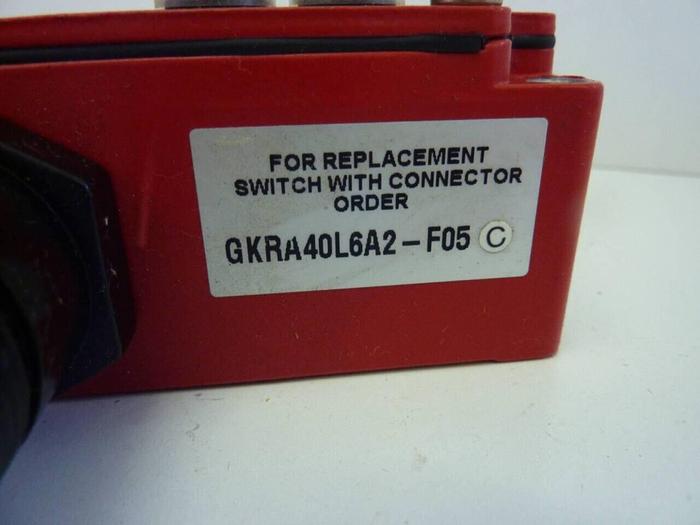 FOR REPLACEMENT
SWITCH WITH CONNECTOR
ORDER
GKRA40L6A2-F05 C